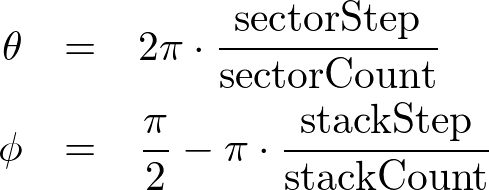 θ = 2π · sectorStep / sectorCount
ϕ = π / 2 − π · stackStep / stackCount